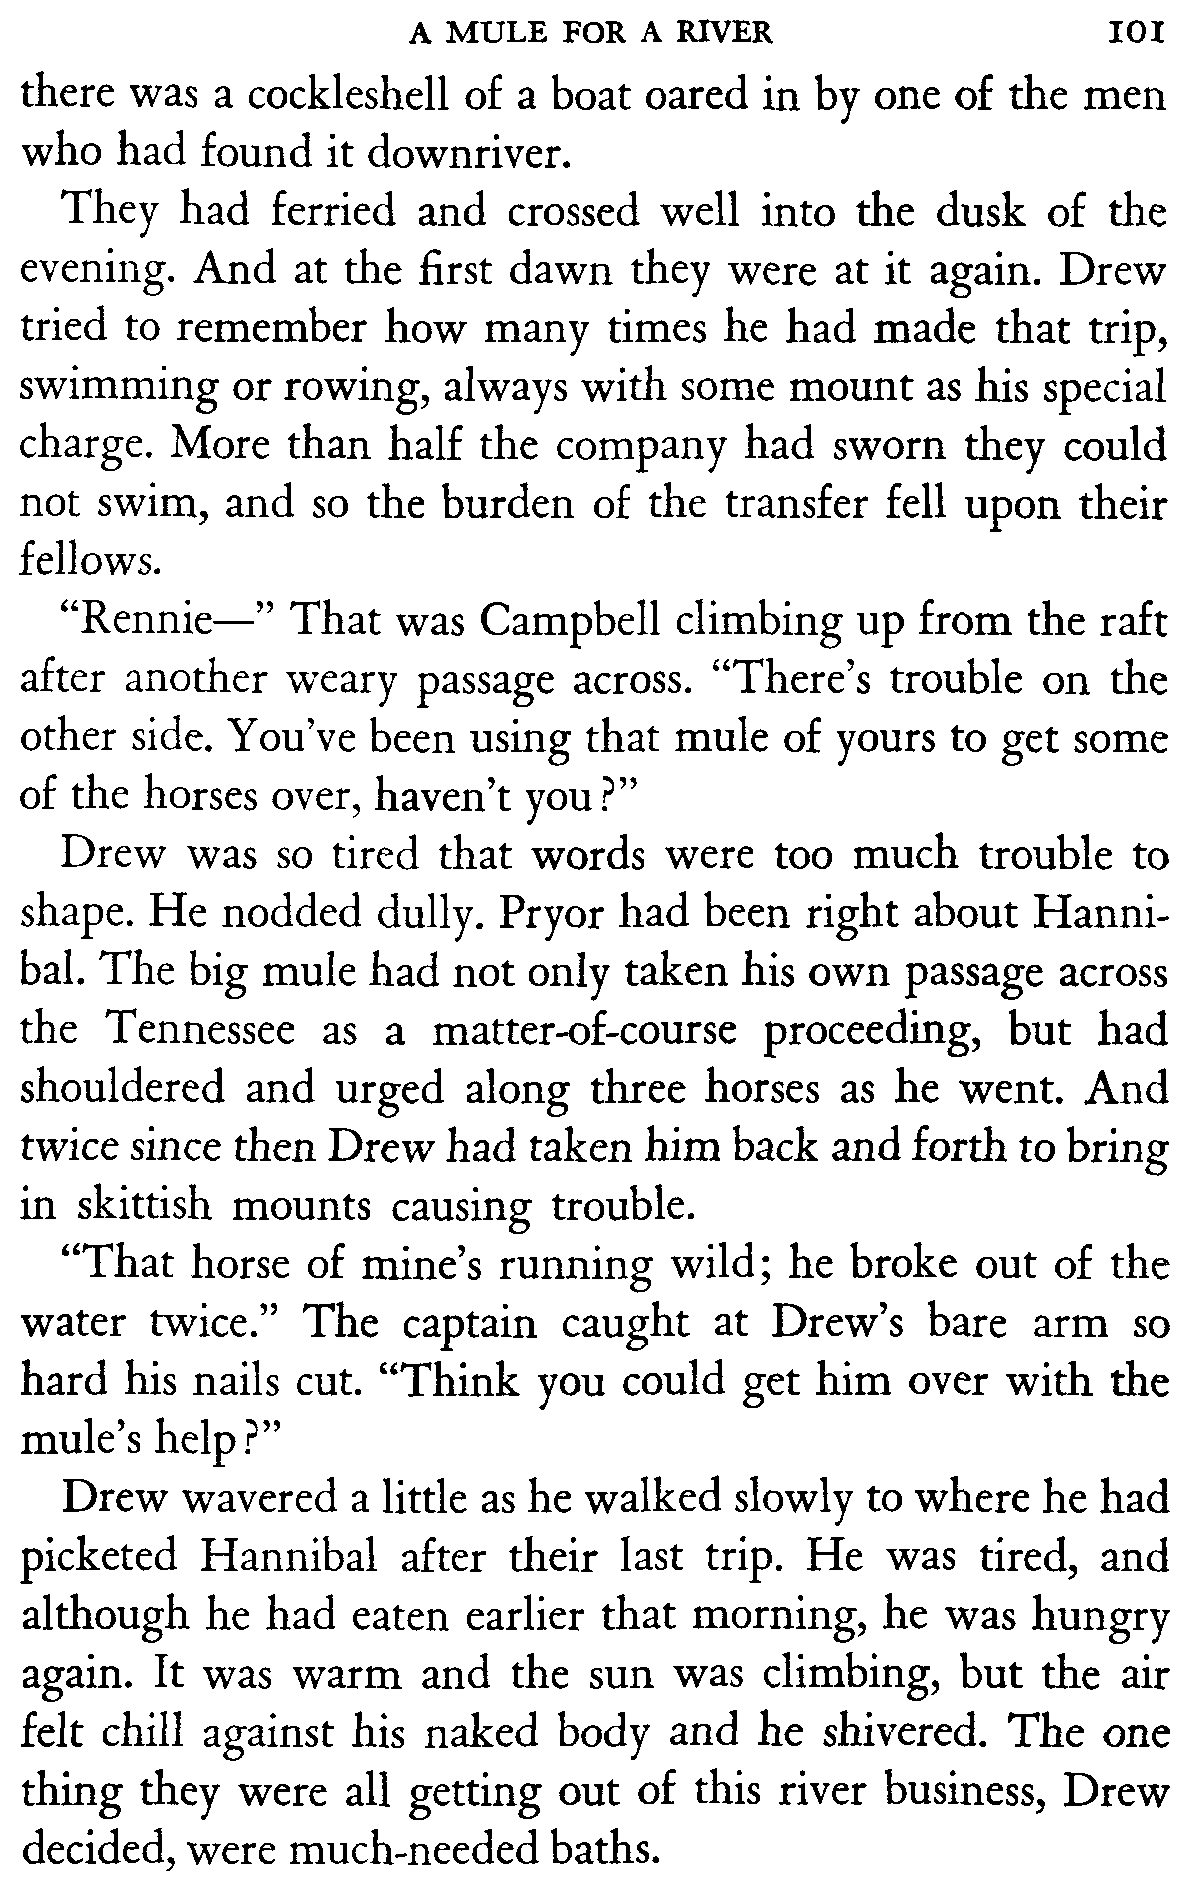 A MULE FOR A RIVER 101
there was a cockleshell of a boat oared in by one of the men
who had found it downriver.
They had ferried and crossed well into the dusk of the
evening. And at the first dawn they were at it again. Drew
tried to remember how many times he had made that trip,
swimming or rowing, always with some mount as his special
charge. More than half the company had sworn they could
not swim, and so the burden of the transfer fell upon their
fellows.
“Rennie—” That was Campbell climbing up from the raft
after another weary passage across. “There’s trouble on the
other side. You’ve been using that mule of yours to get some
of the horses over, haven’t you?”
Drew was so tired that words were too much trouble to
shape. He nodded dully. Pryor had been right about Hanni-
bal. The big mule had not only taken his own passage across
the Tennessee as a matter-of-course proceeding, but had
shouldered and urged along three horses as he went. And
twice since then Drew had taken him back and forth to bring
in skittish mounts causing trouble.
“That horse of mine’s running wild; he broke out of the
water twice.” The captain caught at Drew’s bare arm so
hard his nails cut. “Think you could get him over with the
mule’s help?”
Drew wavered a little as he walked slowly to where he had
picketed Hannibal after their last trip. He was tired, and
although he had eaten earlier that morning, he was hungry
again. It was warm and the sun was climbing, but the air
felt chill against his naked body and he shivered. The one
thing they were all getting out of this river business, Drew
decided, were much-needed baths.